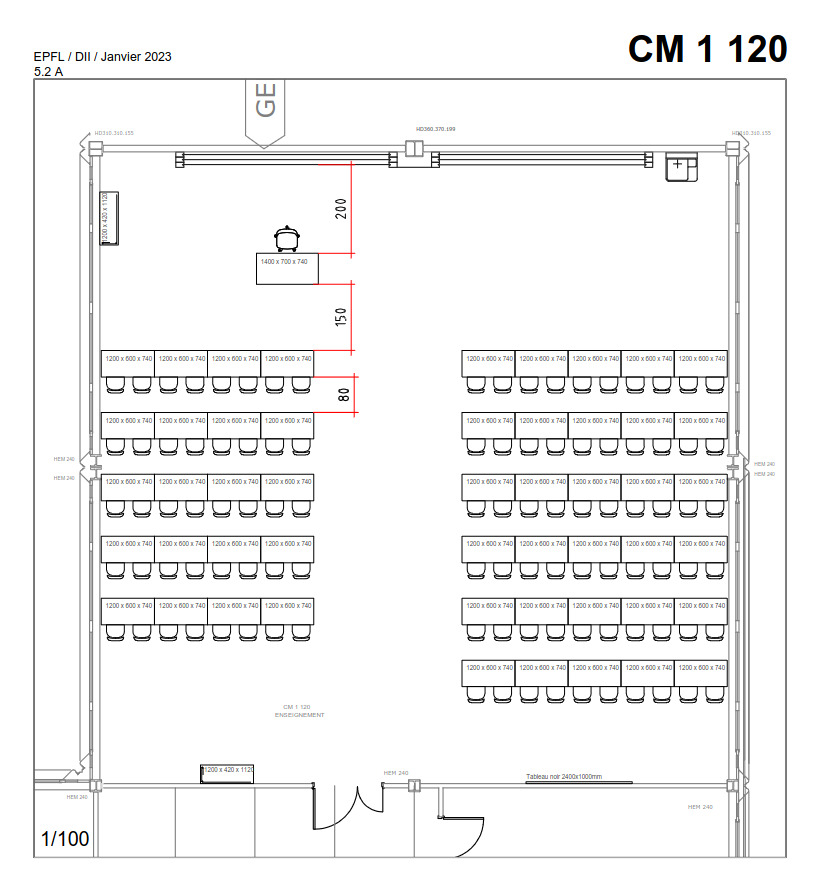 EPFL / DII / Janvier 2023
5.2 A
CM 1 120
GE
HD310.310.155
HD360.370.199
HD310.310.155
1200 x 420 x 1120
200
1400 x 700 x 740
150
1200 x 600 x 740 1200 x 600 x 740 1200 x 600 x 740 1200 x 600 x 740
1200 x 600 x 740 1200 x 600 x 740 1200 x 600 x 740 1200 x 600 x 740 1200 x 600 x 740
80
1200 x 600 x 740 1200 x 600 x 740 1200 x 600 x 740 1200 x 600 x 740
1200 x 600 x 740 1200 x 600 x 740 1200 x 600 x 740 1200 x 600 x 740 1200 x 600 x 740
HEM 240
HEM 240
HEM 240
HEM 240
1200 x 600 x 740 1200 x 600 x 740 1200 x 600 x 740 1200 x 600 x 740
1200 x 600 x 740 1200 x 600 x 740 1200 x 600 x 740 1200 x 600 x 740 1200 x 600 x 740
1200 x 600 x 740 1200 x 600 x 740 1200 x 600 x 740 1200 x 600 x 740
1200 x 600 x 740 1200 x 600 x 740 1200 x 600 x 740 1200 x 600 x 740 1200 x 600 x 740
1200 x 600 x 740 1200 x 600 x 740 1200 x 600 x 740 1200 x 600 x 740
1200 x 600 x 740 1200 x 600 x 740 1200 x 600 x 740 1200 x 600 x 740 1200 x 600 x 740
1200 x 600 x 740 1200 x 600 x 740 1200 x 600 x 740 1200 x 600 x 740 1200 x 600 x 740
CM 1 120
ENSEIGNEMENT
1200 x 420 x 1120
HEM 240
Tableau noir 2400x1000mm
HEM 240
HEM 240
1/100